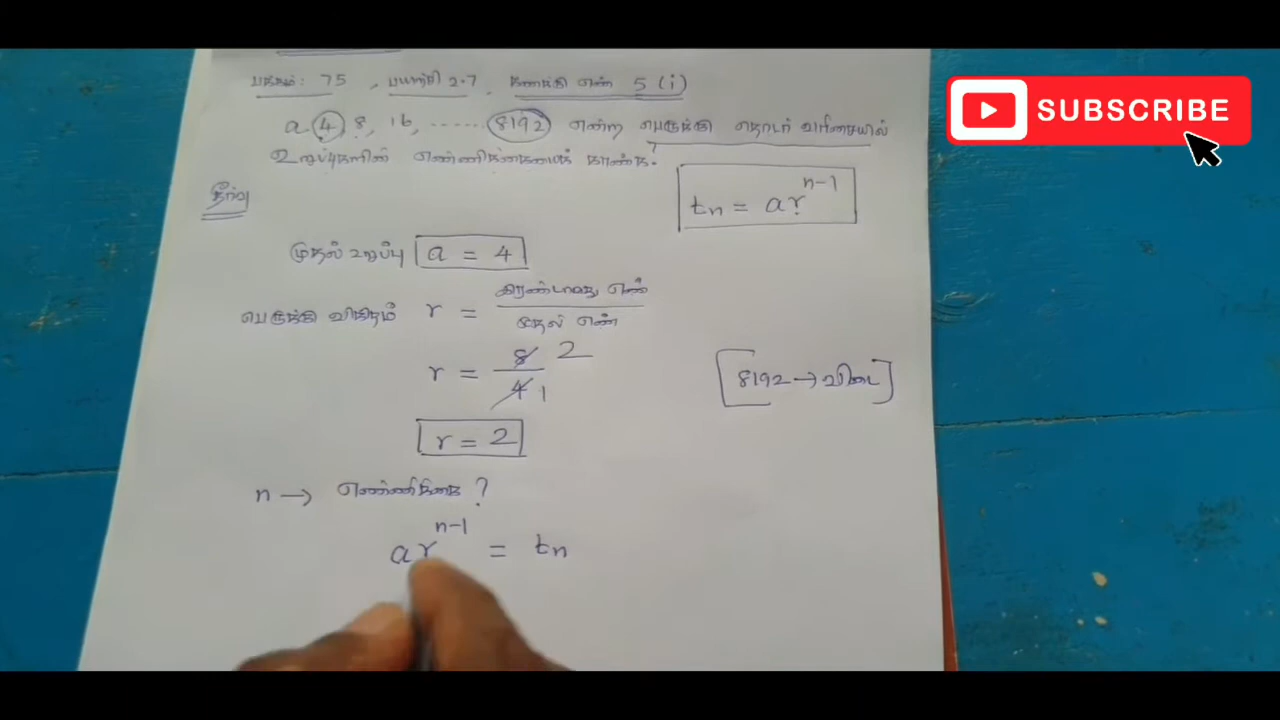 பக்கம்: 75 , பயிற்சி 2.7 , கணக்கு எண் 5 (i)
SUBSCRIBE
a 4, 8, 16, ...... 8192 என்ற பெருக்கு தொடர் வரிசையில்
உறுப்புகளின் எண்ணிக்கையைக் காண்க.?
tn = ar^n-1
தீர்வு
முதல் உறுப்பு a = 4
பெருக்கு விகிதம் r = இரண்டாவது எண் / முதல் எண்
r = 8/4 2 1
[8192 → விடை]
r = 2
n → எண்ணிக்கை ?
ar^n-1 = tn